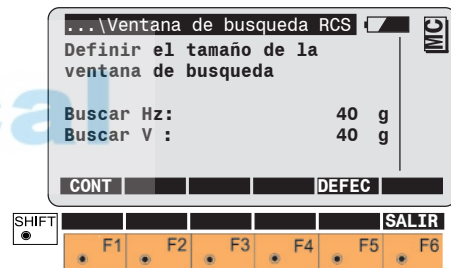 ...\Ventana de busqueda RCS
MC
Definir el tamaño de la
ventana de busqueda
Buscar Hz: 40 g
Buscar V : 40 g
CONT DEFEC
SHIFT SALIR
F1 F2 F3 F4 F5 F6